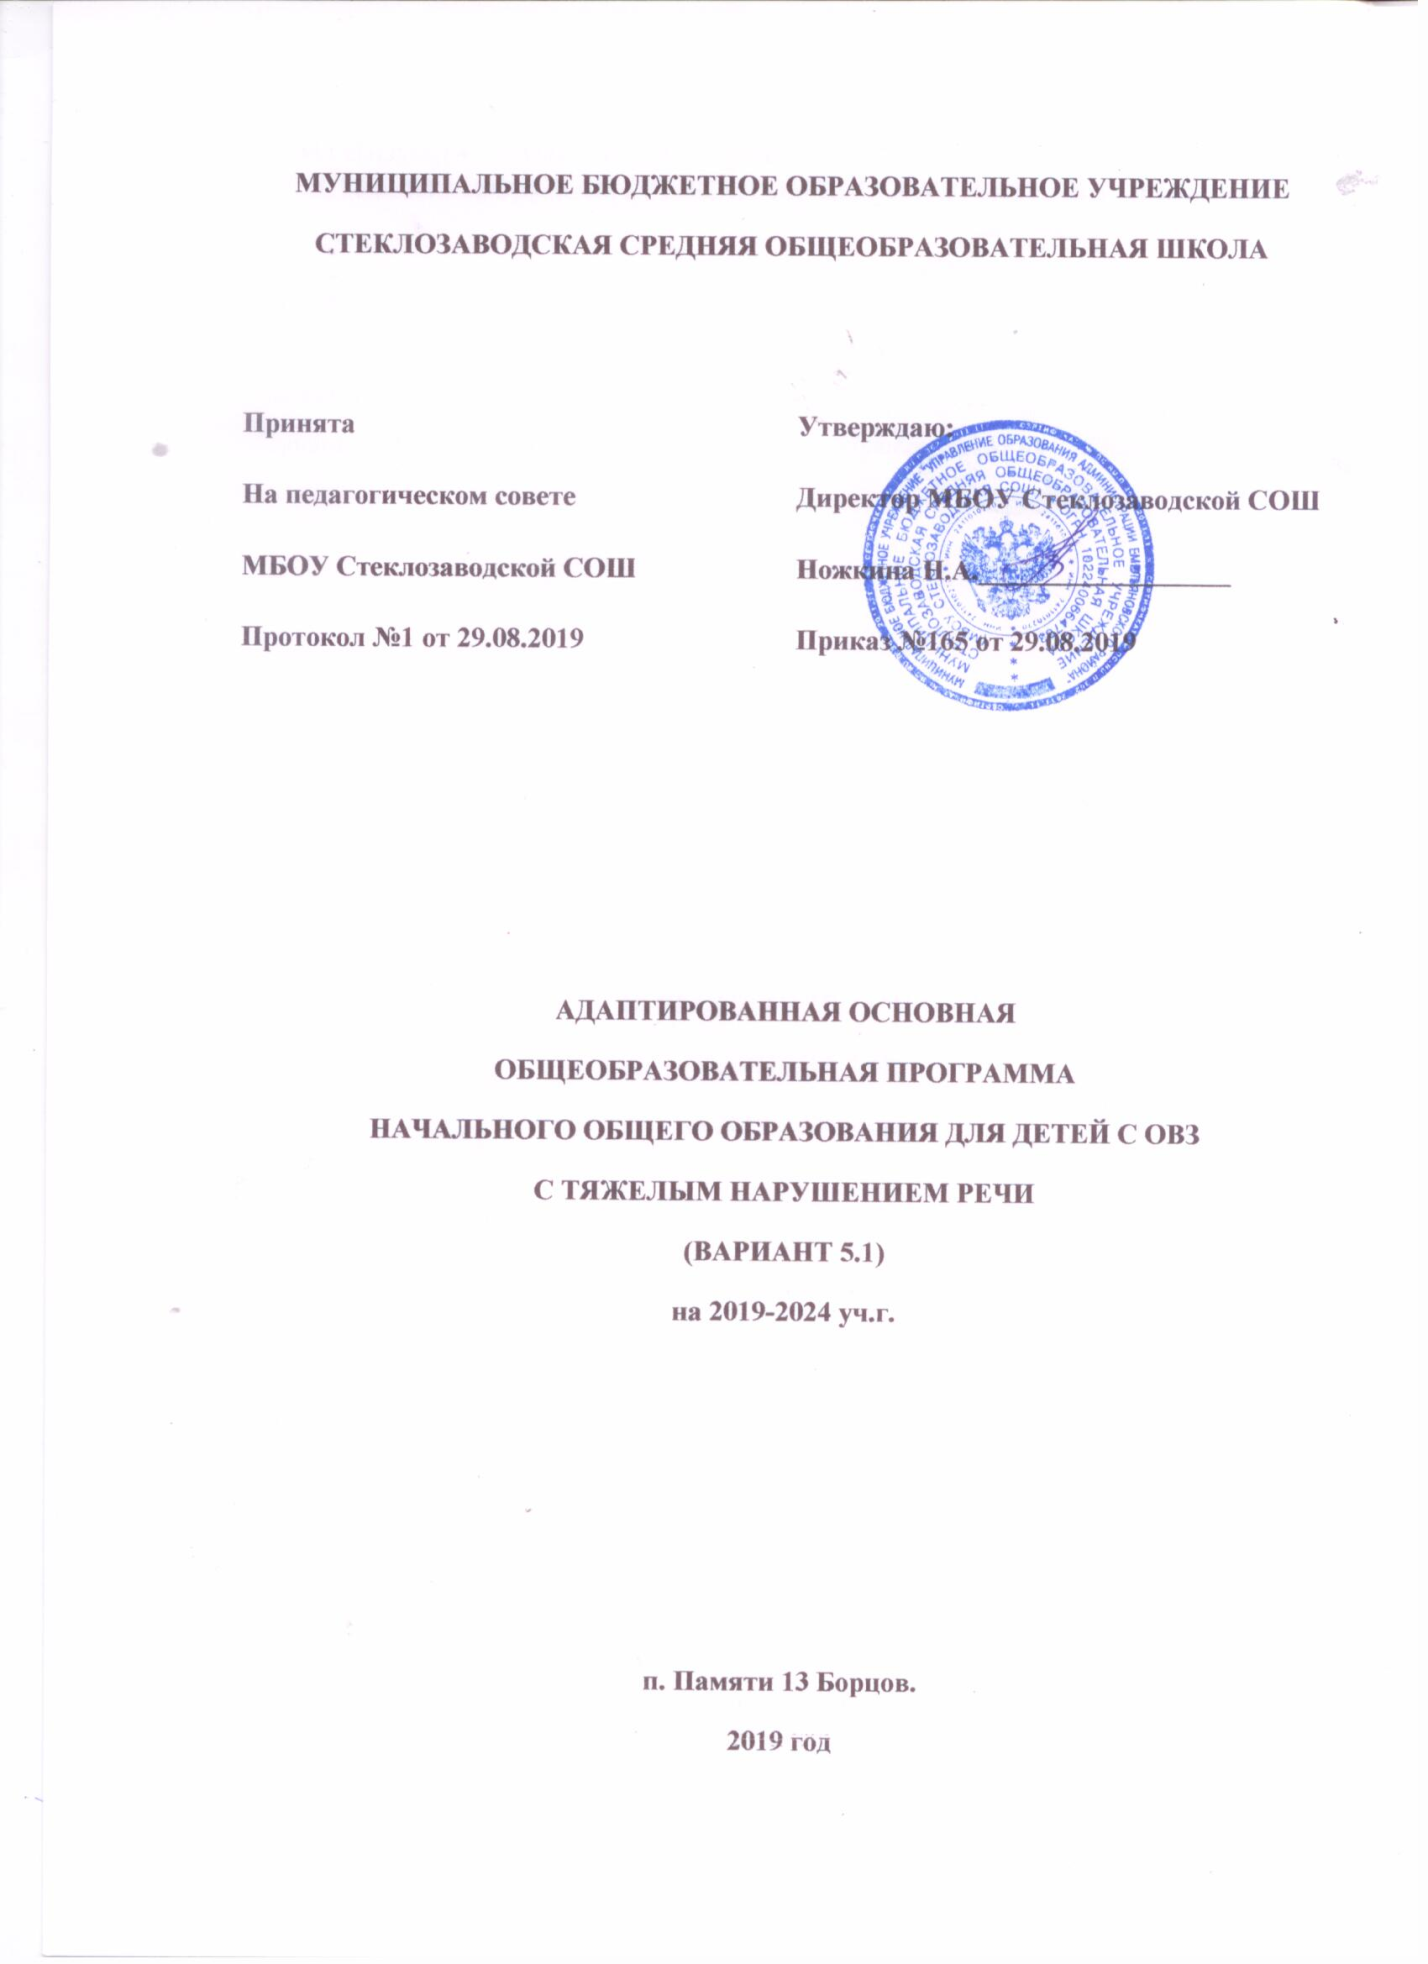 МУНИЦИПАЛЬНОЕ БЮДЖЕТНОЕ ОБРАЗОВАТЕЛЬНОЕ УЧРЕЖДЕНИЕ
СТЕКЛОЗАВОДСКАЯ СРЕДНЯЯ ОБЩЕОБРАЗОВАТЕЛЬНАЯ ШКОЛА
Принята
На педагогическом совете
МБОУ Стеклозаводской СОШ
Протокол №1 от 29.08.2019
Утверждаю:
Директор МБОУ Стеклозаводской СОШ
Ножкина Н.А.
Приказ №165 от 29.08.2019
АДАПТИРОВАННАЯ ОСНОВНАЯ
ОБЩЕОБРАЗОВАТЕЛЬНАЯ ПРОГРАММА
НАЧАЛЬНОГО ОБЩЕГО ОБРАЗОВАНИЯ ДЛЯ ДЕТЕЙ С ОВЗ
С ТЯЖЕЛЫМ НАРУШЕНИЕМ РЕЧИ
(ВАРИАНТ 5.1)
на 2019-2024 уч.г.
п. Памяти 13 Борцов.
2019 год